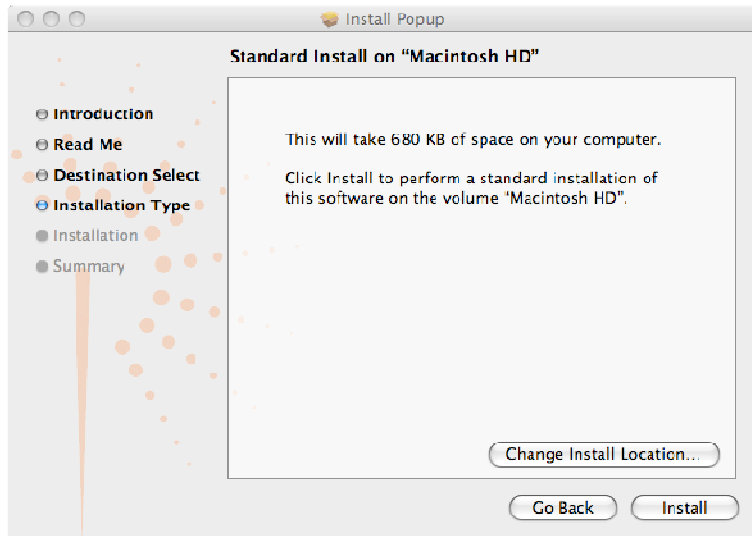 Install Popup
Standard Install on “Macintosh HD”
Introduction
Read Me
Destination Select
Installation Type
Installation
Summary
This will take 680 KB of space on your computer.
Click Install to perform a standard installation of
this software on the volume “Macintosh HD”.
Change Install Location...
Go Back
Install